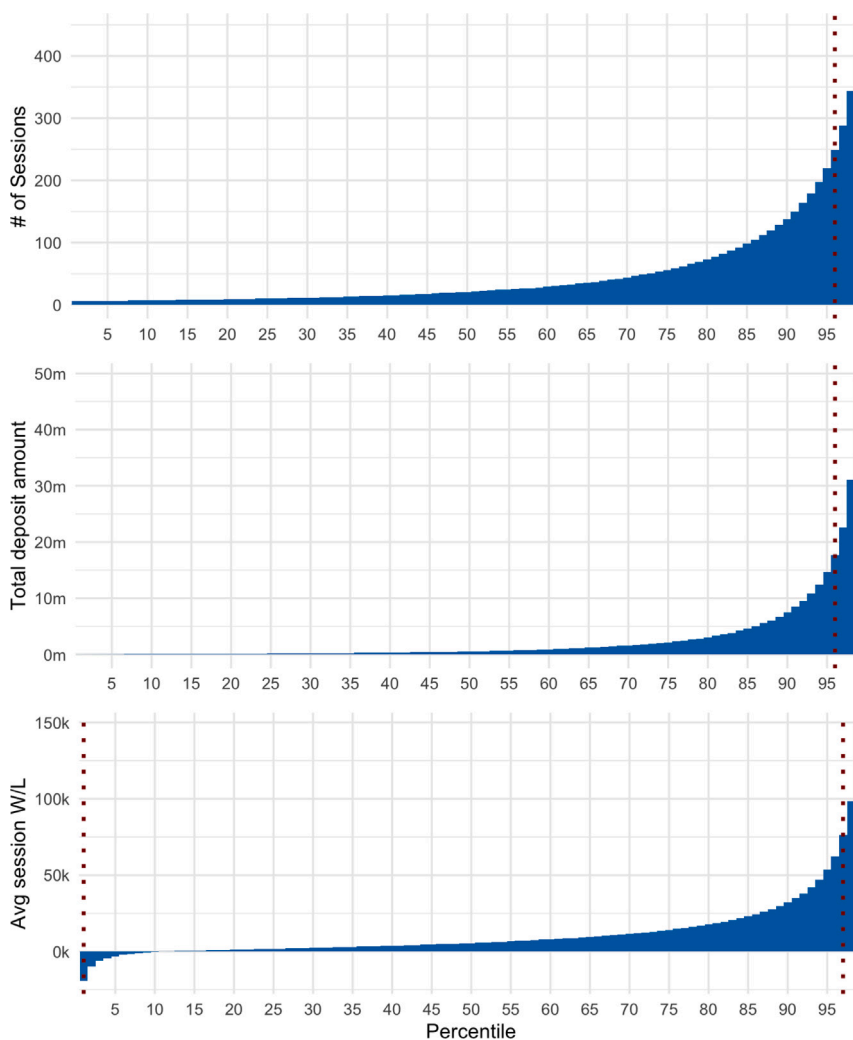 400
300
200
100
0
# of Sessions
5 10 15 20 25 30 35 40 45 50 55 60 65 70 75 80 85 90 95
50m
40m
30m
20m
10m
0m
Total deposit amount
5 10 15 20 25 30 35 40 45 50 55 60 65 70 75 80 85 90 95
150k
100k
50k
0k
Avg session W/L
5 10 15 20 25 30 35 40 45 50 55 60 65 70 75 80 85 90 95
Percentile